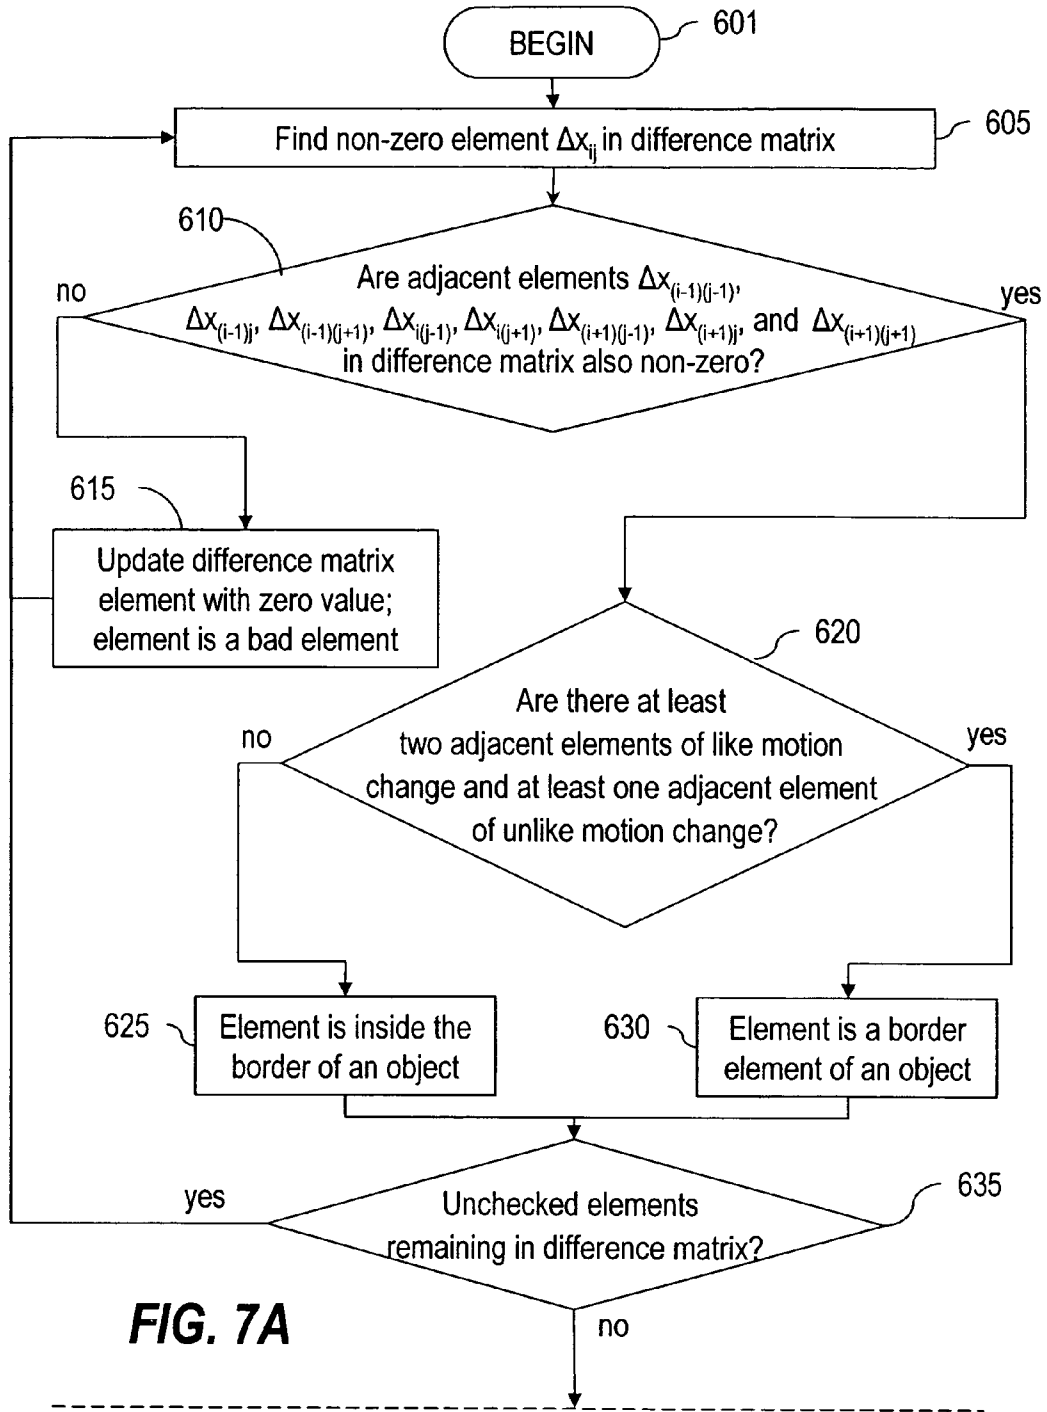 BEGIN
601
Find non-zero element Δx_ij in difference matrix
605
610
Are adjacent elements Δx_(i-1)(j-1),
Δx_(i-1)j, Δx_(i-1)(j+1), Δx_i(j-1), Δx_i(j+1), Δx_(i+1)(j-1), Δx_(i+1)j, and Δx_(i+1)(j+1)
in difference matrix also non-zero?
no
yes
615
Update difference matrix
element with zero value;
element is a bad element
620
Are there at least
two adjacent elements of like motion
change and at least one adjacent element
of unlike motion change?
no
yes
625
Element is inside the
border of an object
630
Element is a border
element of an object
635
Unchecked elements
remaining in difference matrix?
yes
no
FIG. 7A